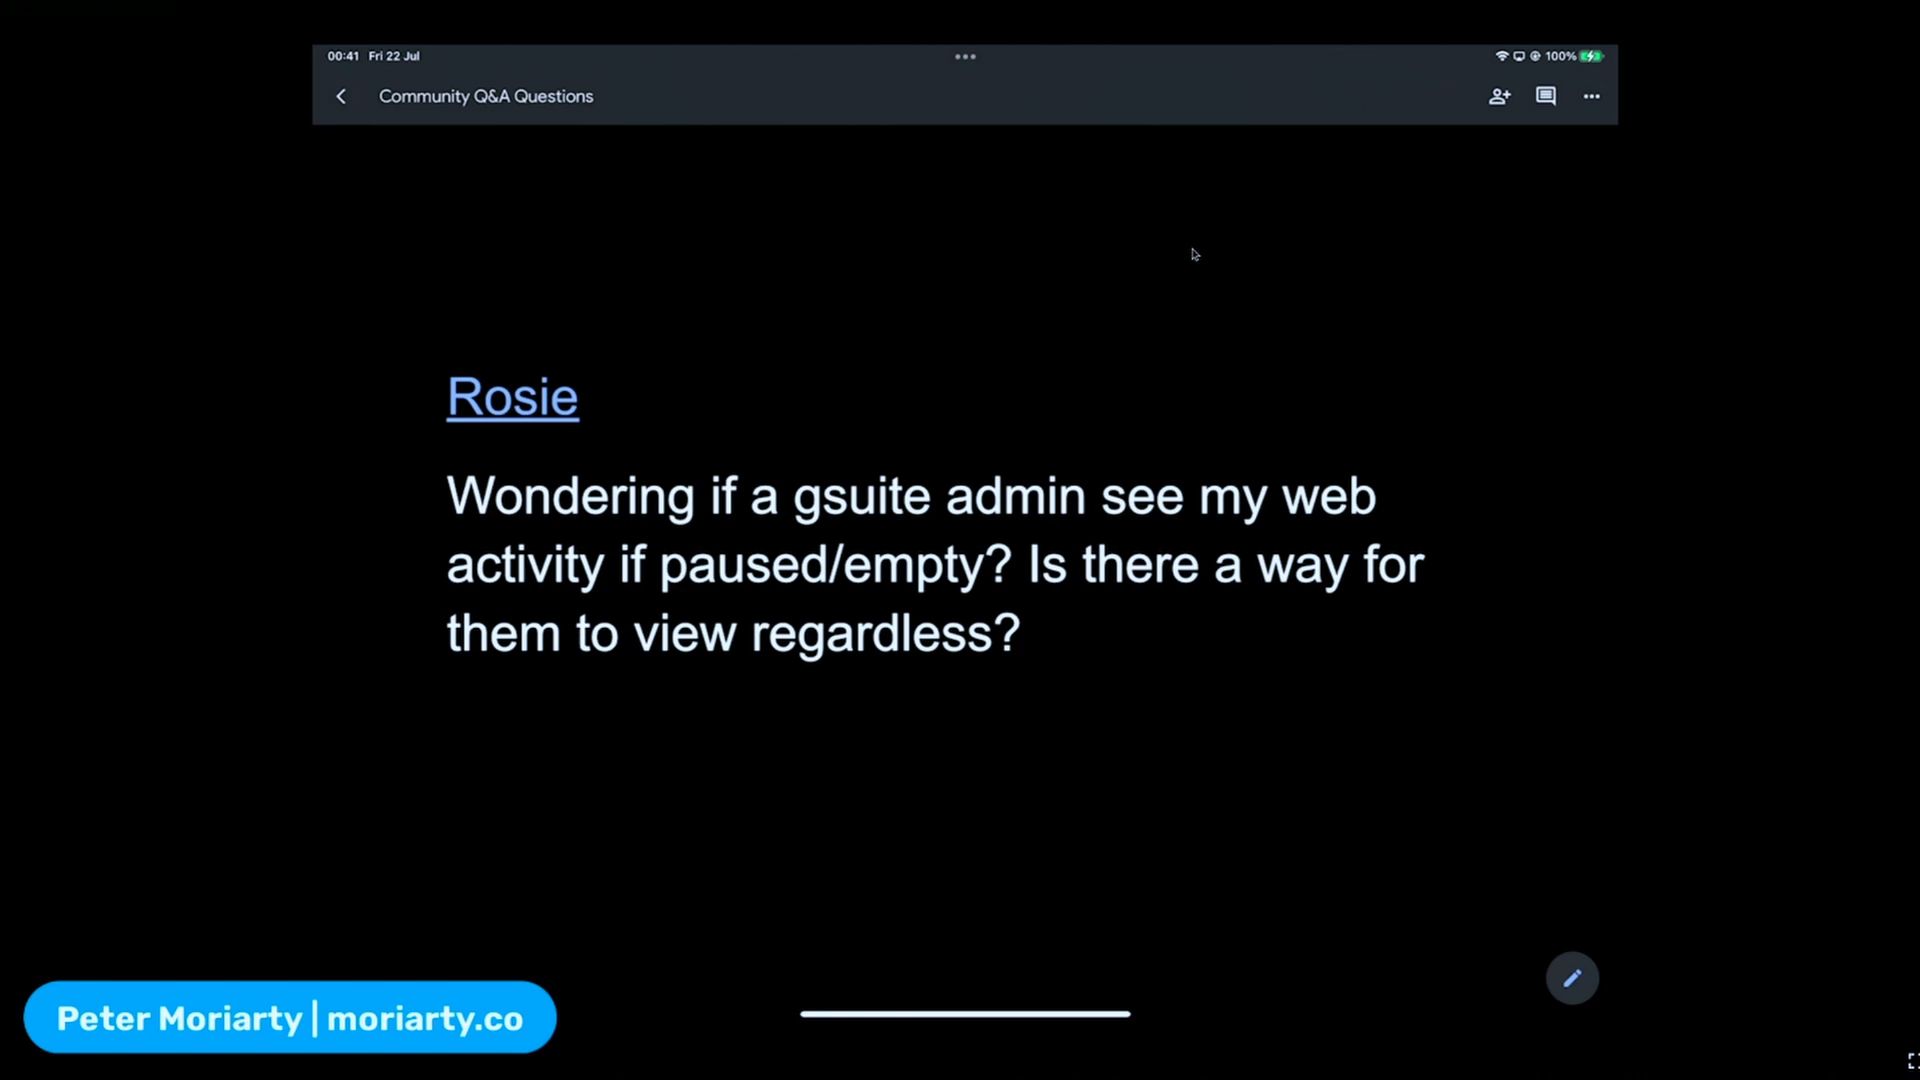 00:41 Fri 22 Jul
100%
Community Q&A Questions
Rosie
Wondering if a gsuite admin see my web
activity if paused/empty? Is there a way for
them to view regardless?
Peter Moriarty | moriarty.co